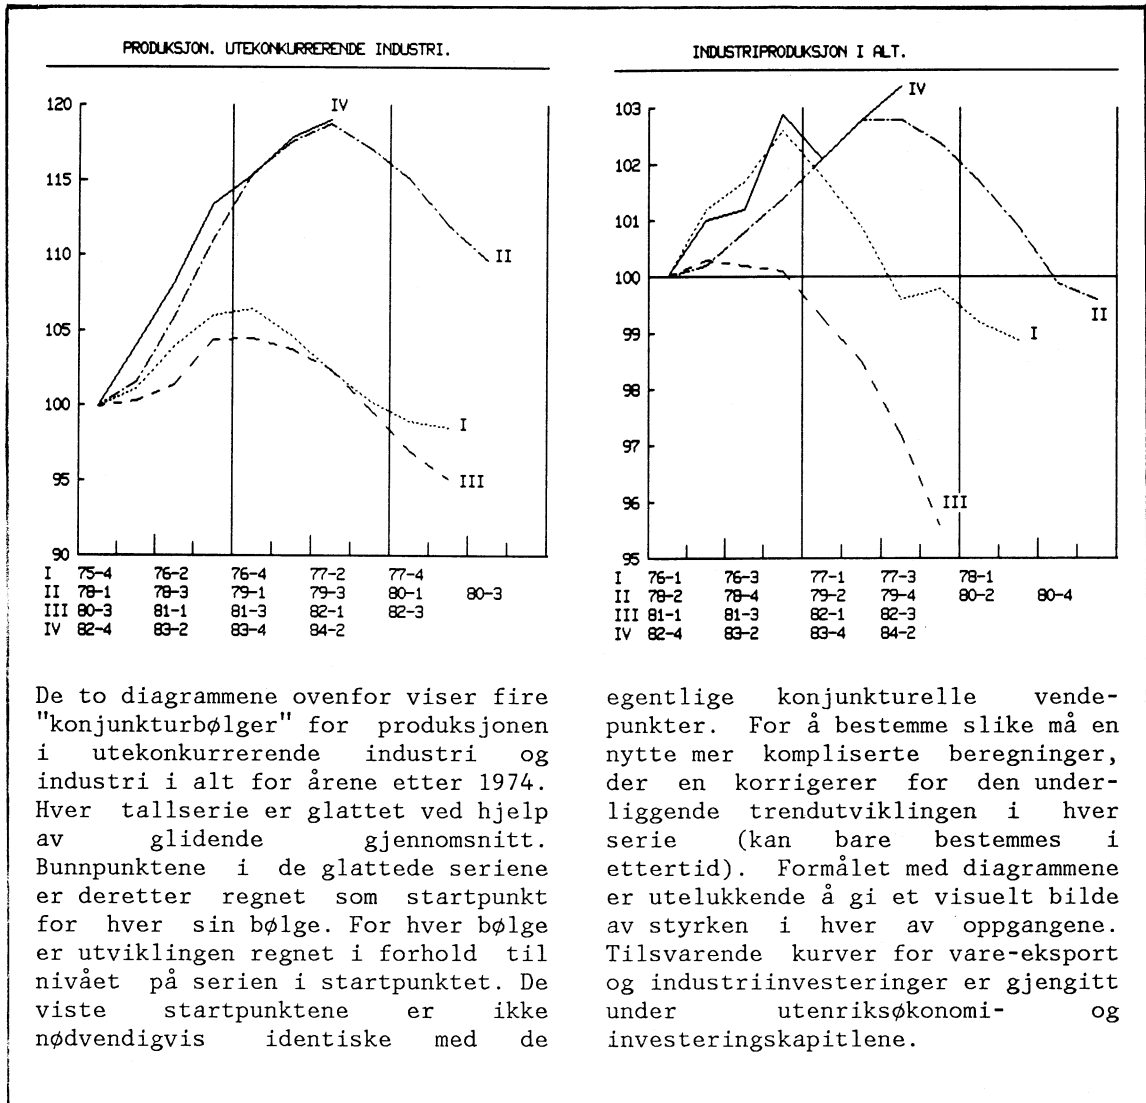 PRODUKSJON. UTEKONKURRERENDE INDUSTRI.
120
115
110
105
100
95
90
IV
II
I
III
I 75-4 76-2 76-4 77-2 77-4
II 78-1 78-3 79-1 79-3 80-1 80-3
III 80-3 81-1 81-3 82-1 82-3
IV 82-4 83-2 83-4 84-2
INDUSTRIPRODUKSJON I ALT.
103
102
101
100
99
98
97
96
95
IV
II
I
III
I 76-1 76-3 77-1 77-3 78-1
II 78-2 78-4 79-2 79-4 80-2 80-4
III 81-1 81-3 82-1 82-3
IV 82-4 83-2 83-4 84-2
De to diagrammene ovenfor viser fire
"konjunkturbølger" for produksjonen
i utekonkurrerende industri og
industri i alt for årene etter 1974.
Hver tallserie er glattet ved hjelp
av glidende gjennomsnitt.
Bunnpunktene i de glattede seriene
er deretter regnet som startpunkt
for hver sin bølge. For hver bølge
er utviklingen regnet i forhold til
nivået på serien i startpunktet. De
viste startpunktene er ikke
nødvendigvis identiske med de
egentlige konjunkturelle vende-
punkter. For å bestemme slike må en
nytte mer kompliserte beregninger,
der en korrigerer for den under-
liggende trendutviklingen i hver
serie (kan bare bestemmes i
ettertid). Formålet med diagrammene
er utelukkende å gi et visuelt bilde
av styrken i hver av oppgangene.
Tilsvarende kurver for vare-eksport
og industriinvesteringer er gjengitt
under utenriksøkonomi- og
investeringskapitlene.